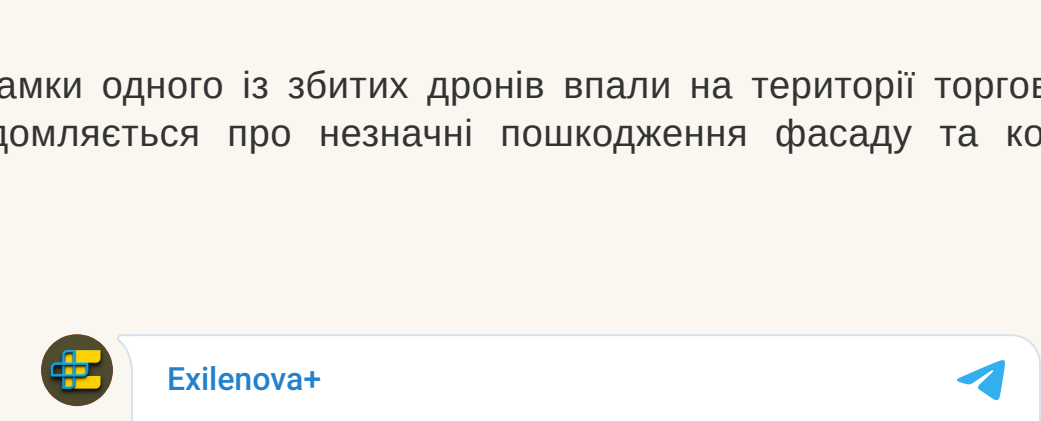 амки одного із збитих дронів впали на території торгов
домляється про незначні пошкодження фасаду та ко
Exilenova+